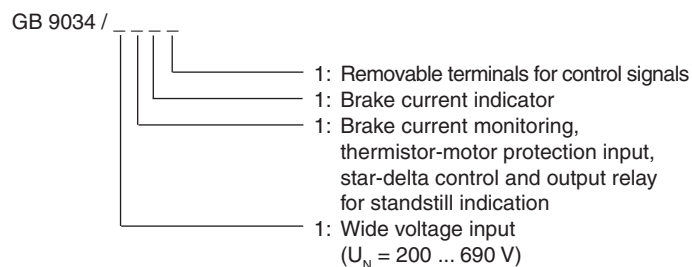 GB 9034 / _ _ _ _
1: Removable terminals for control signals
1: Brake current indicator
1: Brake current monitoring,
thermistor-motor protection input,
star-delta control and output relay
for standstill indication
1: Wide voltage input
(U_N = 200 ... 690 V)